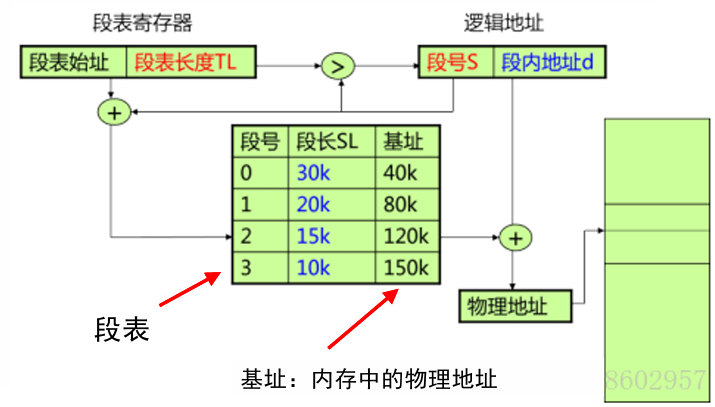 段表寄存器
逻辑地址
段表始址 段表长度TL
>
段号S 段内地址d
+
段号 段长SL 基址
0 30k 40k
1 20k 80k
2 15k 120k
3 10k 150k
+
物理地址
段表
基址：内存中的物理地址
8602957